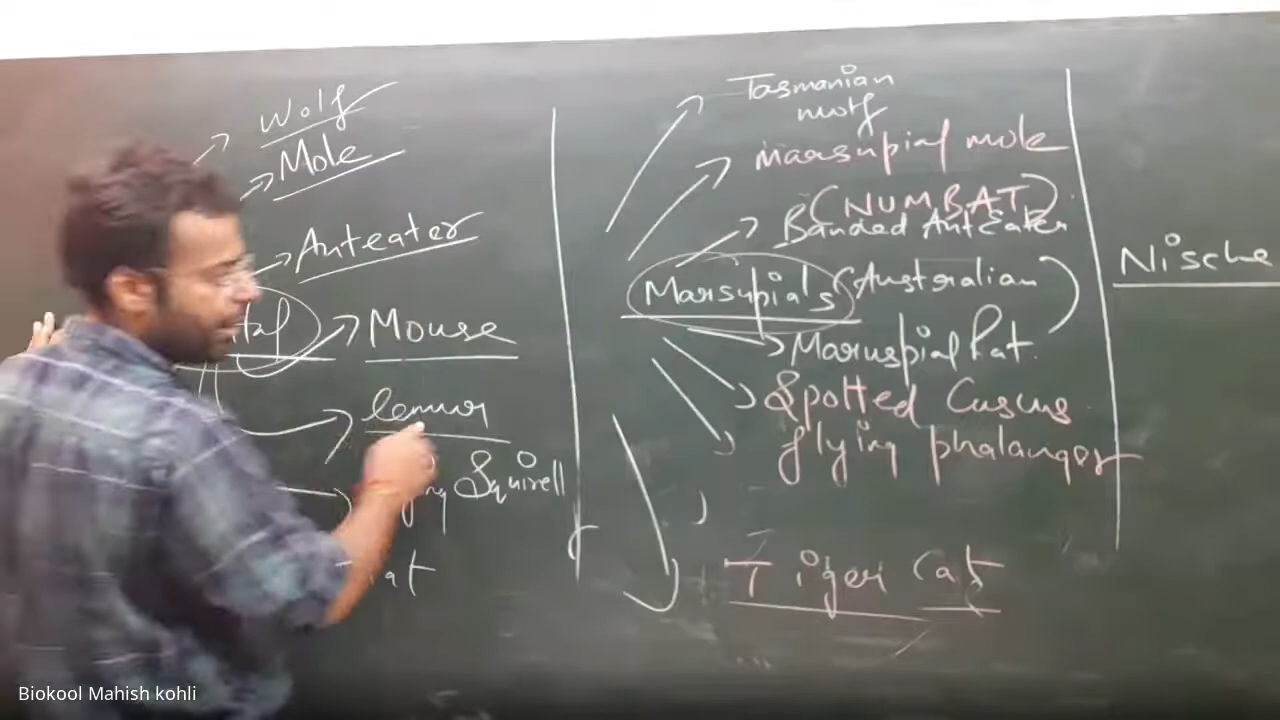 Wolf
Mole
Anteater
Mouse
lemur
Squirell
Tasmanian
wolf
marsupial mole
(NUMBAT)
Banded AntEater
Marsupials (Australian)
Maruspial Rat.
Spotted Cuscus
flying phalanger
Tiger Cat
Nische
Biokool Mahish kohli